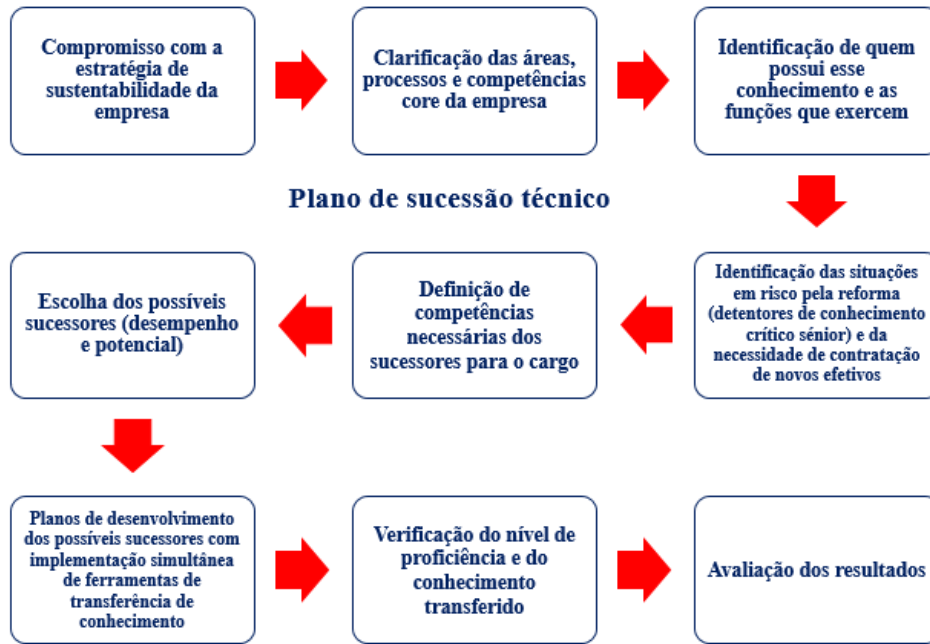 Compromisso com a
estratégia de
sustentabilidade da
empresa
Clarificação das áreas,
processos e competências
core da empresa
Identificação de quem
possui esse
conhecimento e as
funções que exercem
Plano de sucessão técnico
Identificação das situações
em risco pela reforma
(detentores de conhecimento
crítico sénior) e da
necessidade de contratação
de novos efetivos
Definição de
competências
necessárias dos
sucessores para o cargo
Escolha dos possíveis
sucessores (desempenho
e potencial)
Planos de desenvolvimento
dos possíveis sucessores com
implementação simultânea
de ferramentas de
transferência de
conhecimento
Verificação do nível de
proficiência e do
conhecimento
transferido
Avaliação dos resultados